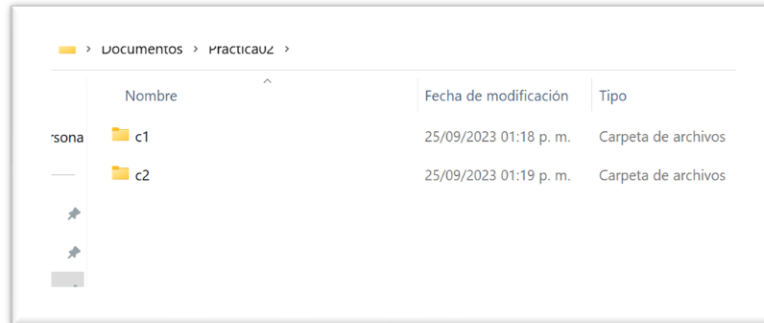 > Documentos > Practica02 >
Nombre Fecha de modificación Tipo
rsona
c1 25/09/2023 01:18 p. m. Carpeta de archivos
c2 25/09/2023 01:19 p. m. Carpeta de archivos